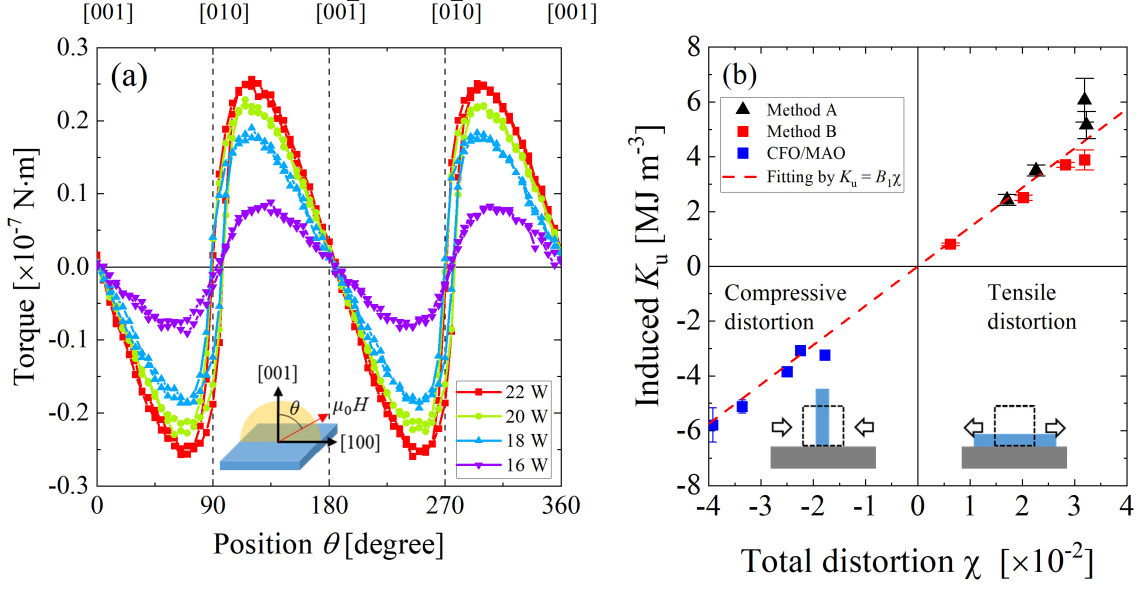 [001] [010] [00̄1] [0̄10] [001]
(a)
0.3
0.2
0.1
0.0
-0.1
-0.2
-0.3
Torque [×10⁻⁷ N·m]
[001]
θ
μ₀H
[100]
22 W
20 W
18 W
16 W
0 90 180 270 360
Position θ [degree]
(b)
Method A
Method B
CFO/MAO
Fitting by Kᵤ = B₁χ
8
6
4
2
0
-2
-4
-6
-8
Induced Kᵤ [MJ m⁻³]
Compressive
distortion
Tensile
distortion
-4 -3 -2 -1 0 1 2 3 4
Total distortion χ [×10⁻²]